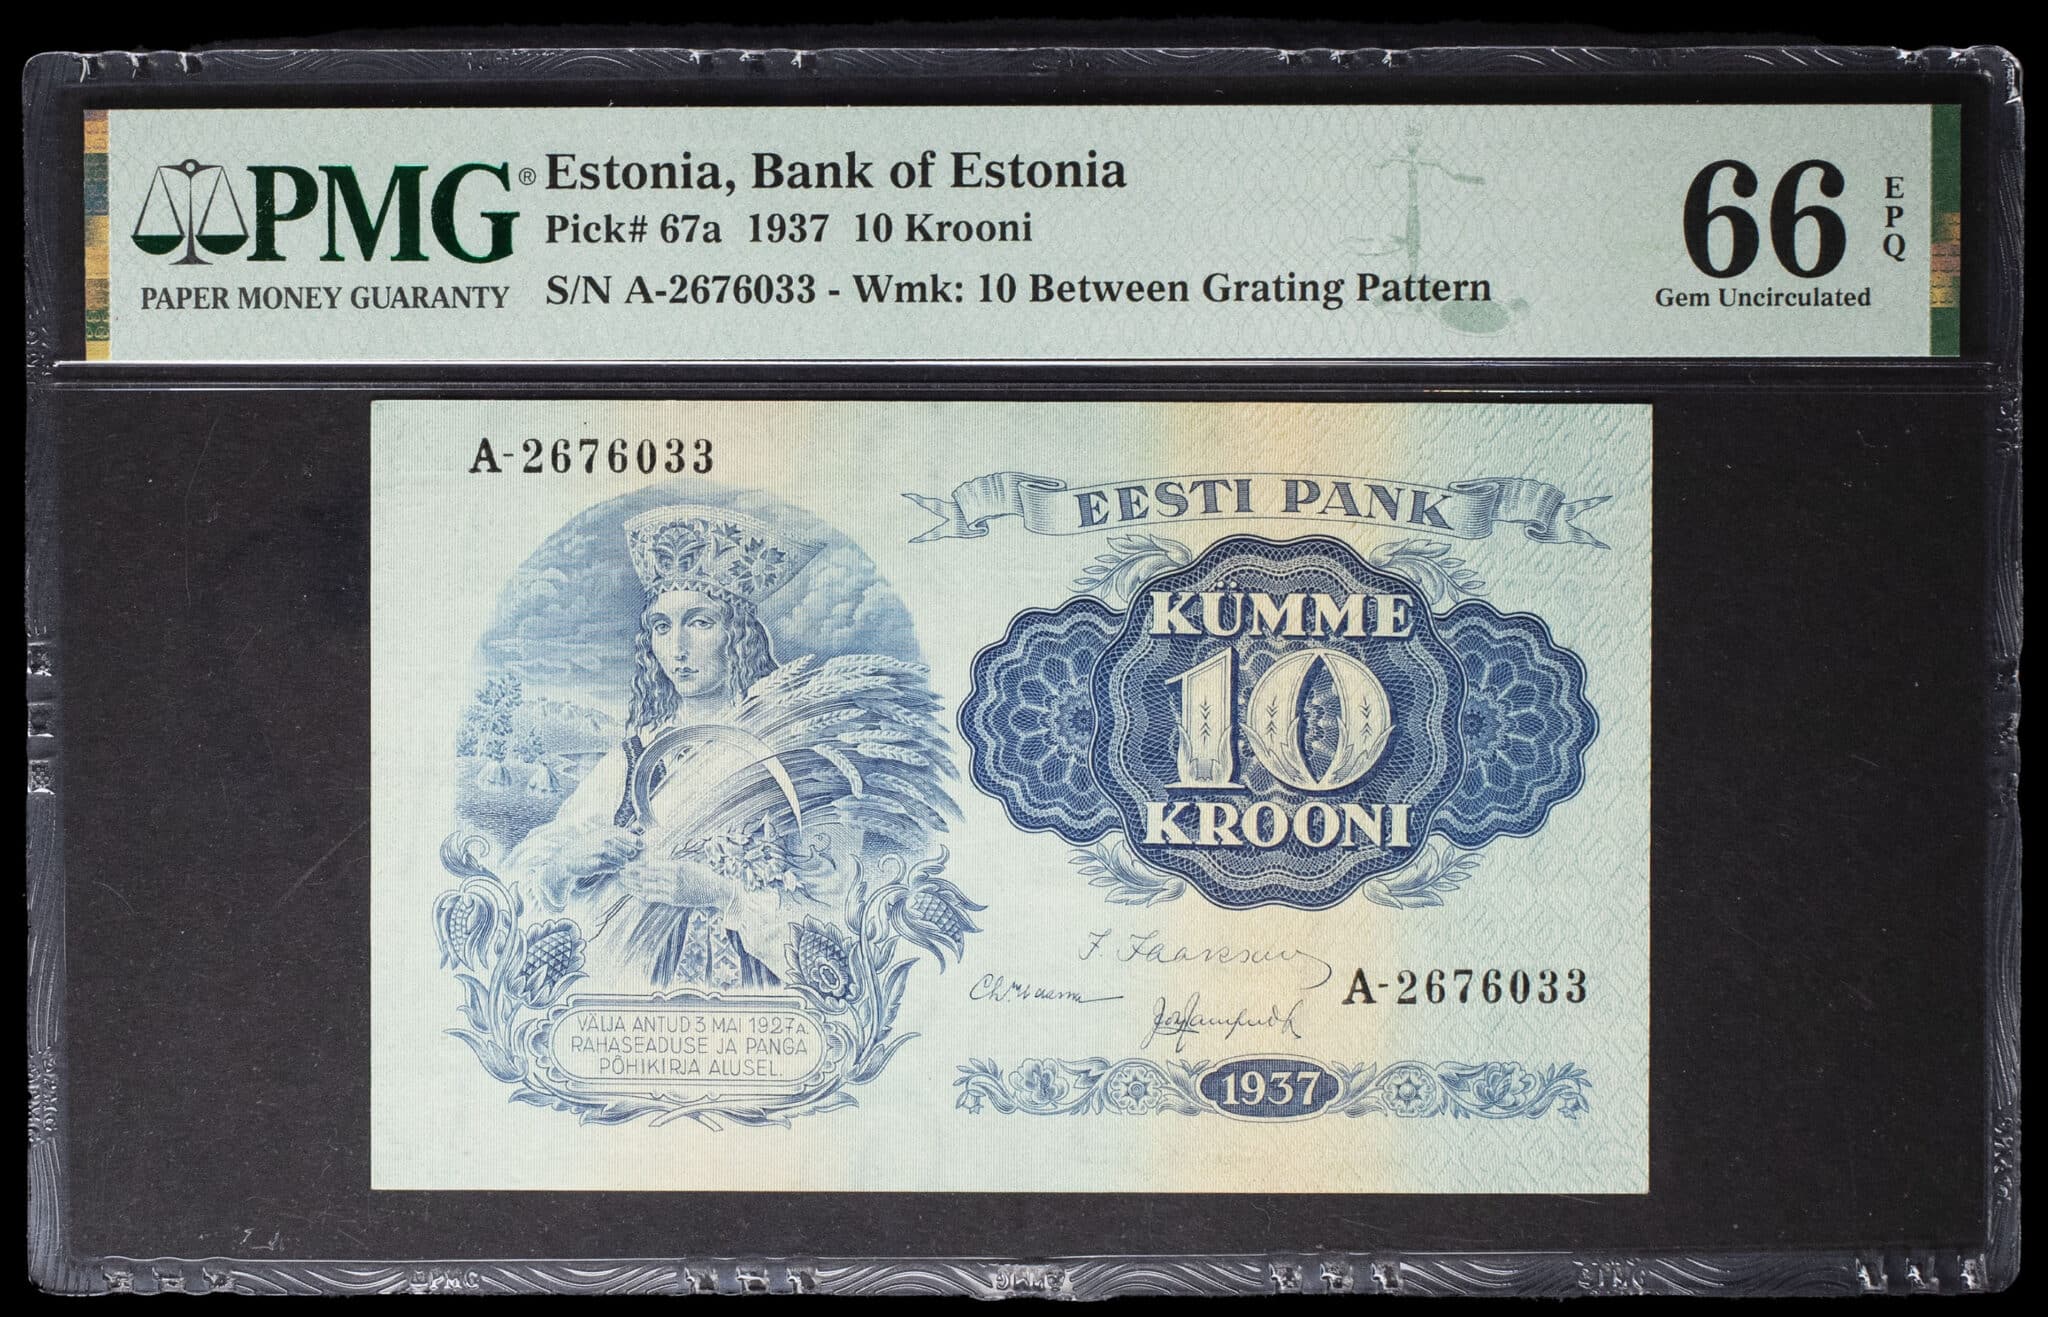 PMG®
PAPER MONEY GUARANTY
Estonia, Bank of Estonia
Pick# 67a 1937 10 Krooni
S/N A-2676033 - Wmk: 10 Between Grating Pattern
66
EPQ
Gem Uncirculated
A-2676033
EESTI PANK
KÜMME
10
KROONI
A-2676033
VÄLJA ANTUD 3 MAI 1927 A.
RAHASEADUSE JA PANGA
PÕHIKIRJA ALUSEL.
1937